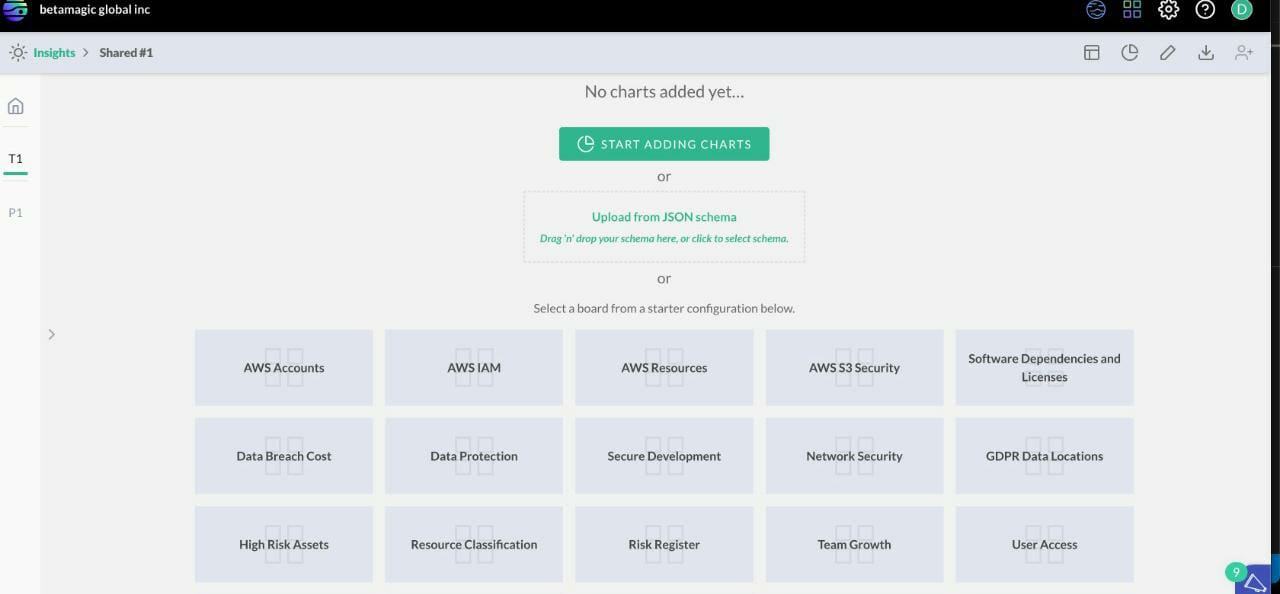 betamagic global inc
D
Insights > Shared #1
No charts added yet...
T1
START ADDING CHARTS
or
P1
Upload from JSON schema
Drag 'n' drop your schema here, or click to select schema.
or
Select a board from a starter configuration below.
AWS Accounts
AWS IAM
AWS Resources
AWS S3 Security
Software Dependencies and
Licenses
Data Breach Cost
Data Protection
Secure Development
Network Security
GDPR Data Locations
High Risk Assets
Resource Classification
Risk Register
Team Growth
User Access
9